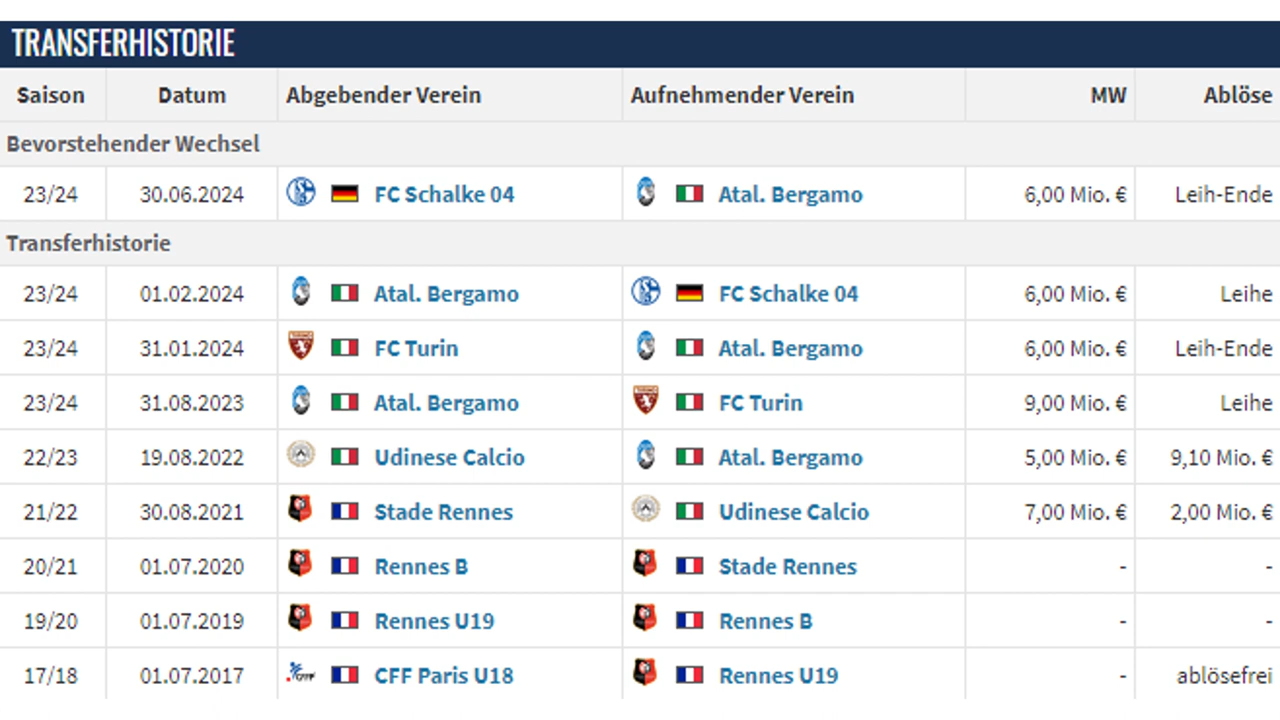 TRANSFERHISTORIE
Saison Datum Abgebender Verein Aufnehmender Verein MW Ablöse
Bevorstehender Wechsel
23/24 30.06.2024 FC Schalke 04 Atal. Bergamo 6,00 Mio. € Leih-Ende
Transferhistorie
23/24 01.02.2024 Atal. Bergamo FC Schalke 04 6,00 Mio. € Leihe
23/24 31.01.2024 FC Turin Atal. Bergamo 6,00 Mio. € Leih-Ende
23/24 31.08.2023 Atal. Bergamo FC Turin 9,00 Mio. € Leihe
22/23 19.08.2022 Udinese Calcio Atal. Bergamo 5,00 Mio. € 9,10 Mio. €
21/22 30.08.2021 Stade Rennes Udinese Calcio 7,00 Mio. € 2,00 Mio. €
20/21 01.07.2020 Rennes B Stade Rennes - -
19/20 01.07.2019 Rennes U19 Rennes B - -
17/18 01.07.2017 CFF Paris U18 Rennes U19 - ablösefrei